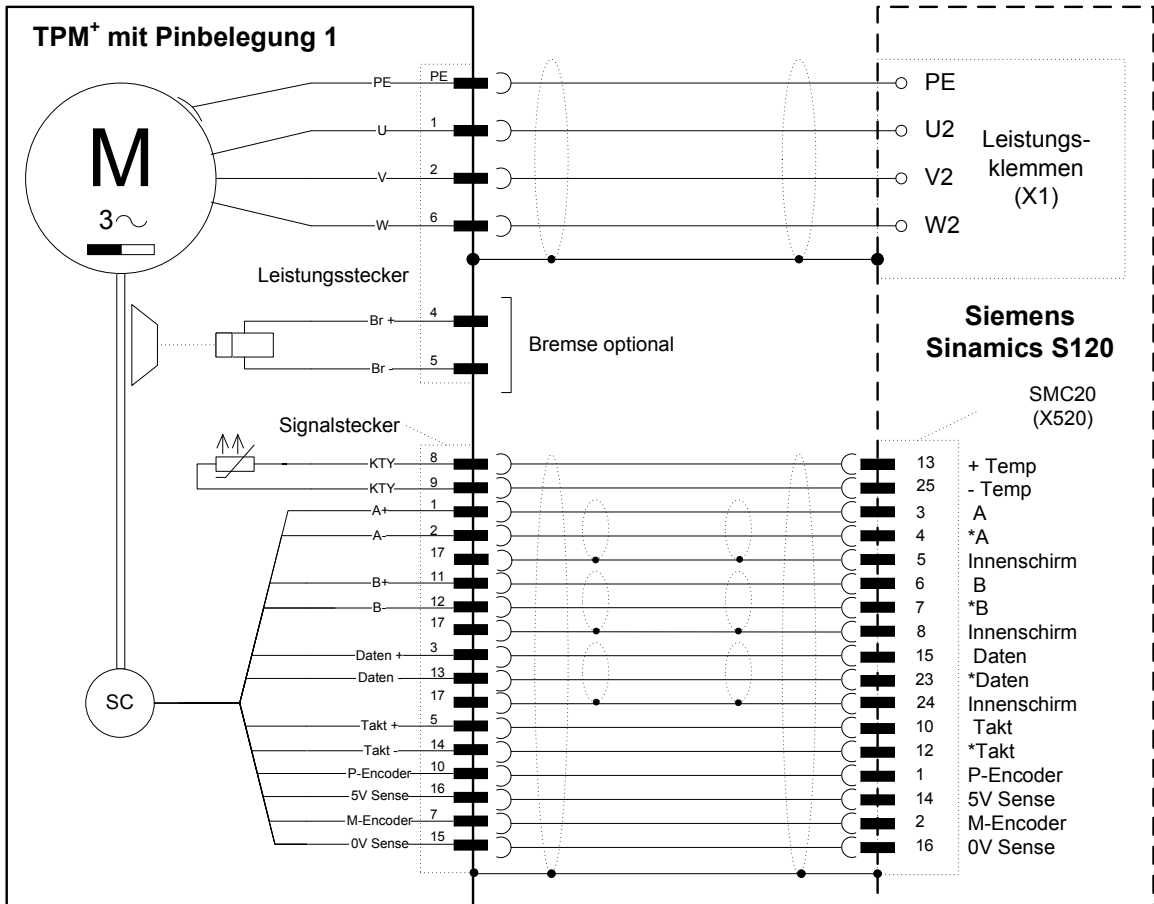 TPM+ mit Pinbelegung 1
M
3
PE PE PE
U 1 U2
V 2 V2
W 6 W2
Leistungs-
klemmen
(X1)
Leistungsstecker
Br + 4
Br - 5
Bremse optional
Siemens
Sinamics S120
SMC20
(X520)
Signalstecker
KTY 8 13 + Temp
KTY 9 25 - Temp
A+ 1 3 A
A- 2 4 *A
17 5 Innenschirm
B+ 11 6 B
B- 12 7 *B
17 8 Innenschirm
Daten + 3 15 Daten
Daten - 13 23 *Daten
17 24 Innenschirm
SC
Takt + 5 10 Takt
Takt - 14 12 *Takt
P-Encoder 10 1 P-Encoder
5V Sense 16 14 5V Sense
M-Encoder 7 2 M-Encoder
0V Sense 15 16 0V Sense